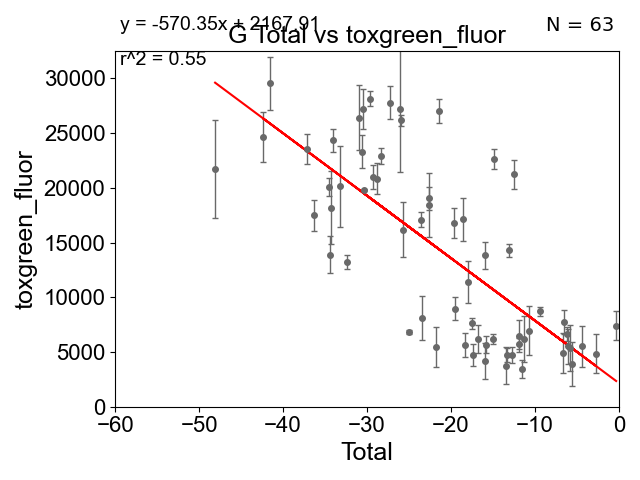 y = -570.35x + 2167.91
N = 63
G Total vs toxgreen_fluor
r^2 = 0.55
toxgreen_fluor
30000
25000
20000
15000
10000
5000
0
−60
−50
−40
−30
−20
−10
0
Total